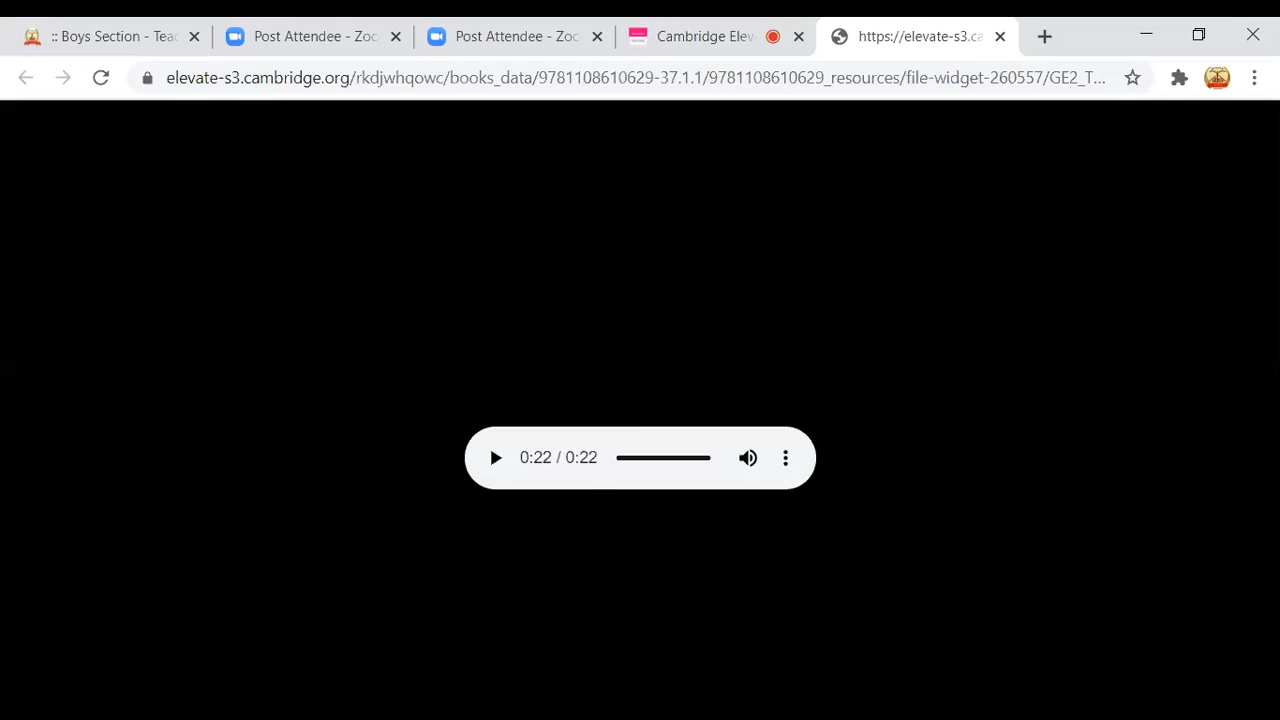 :: Boys Section - Teac
Post Attendee - Zoo
Post Attendee - Zoo
Cambridge Elev
https://elevate-s3.ca
elevate-s3.cambridge.org/rkdjwhqowc/books_data/9781108610629-37.1.1/9781108610629_resources/file-widget-260557/GE2_T...
0:22 / 0:22